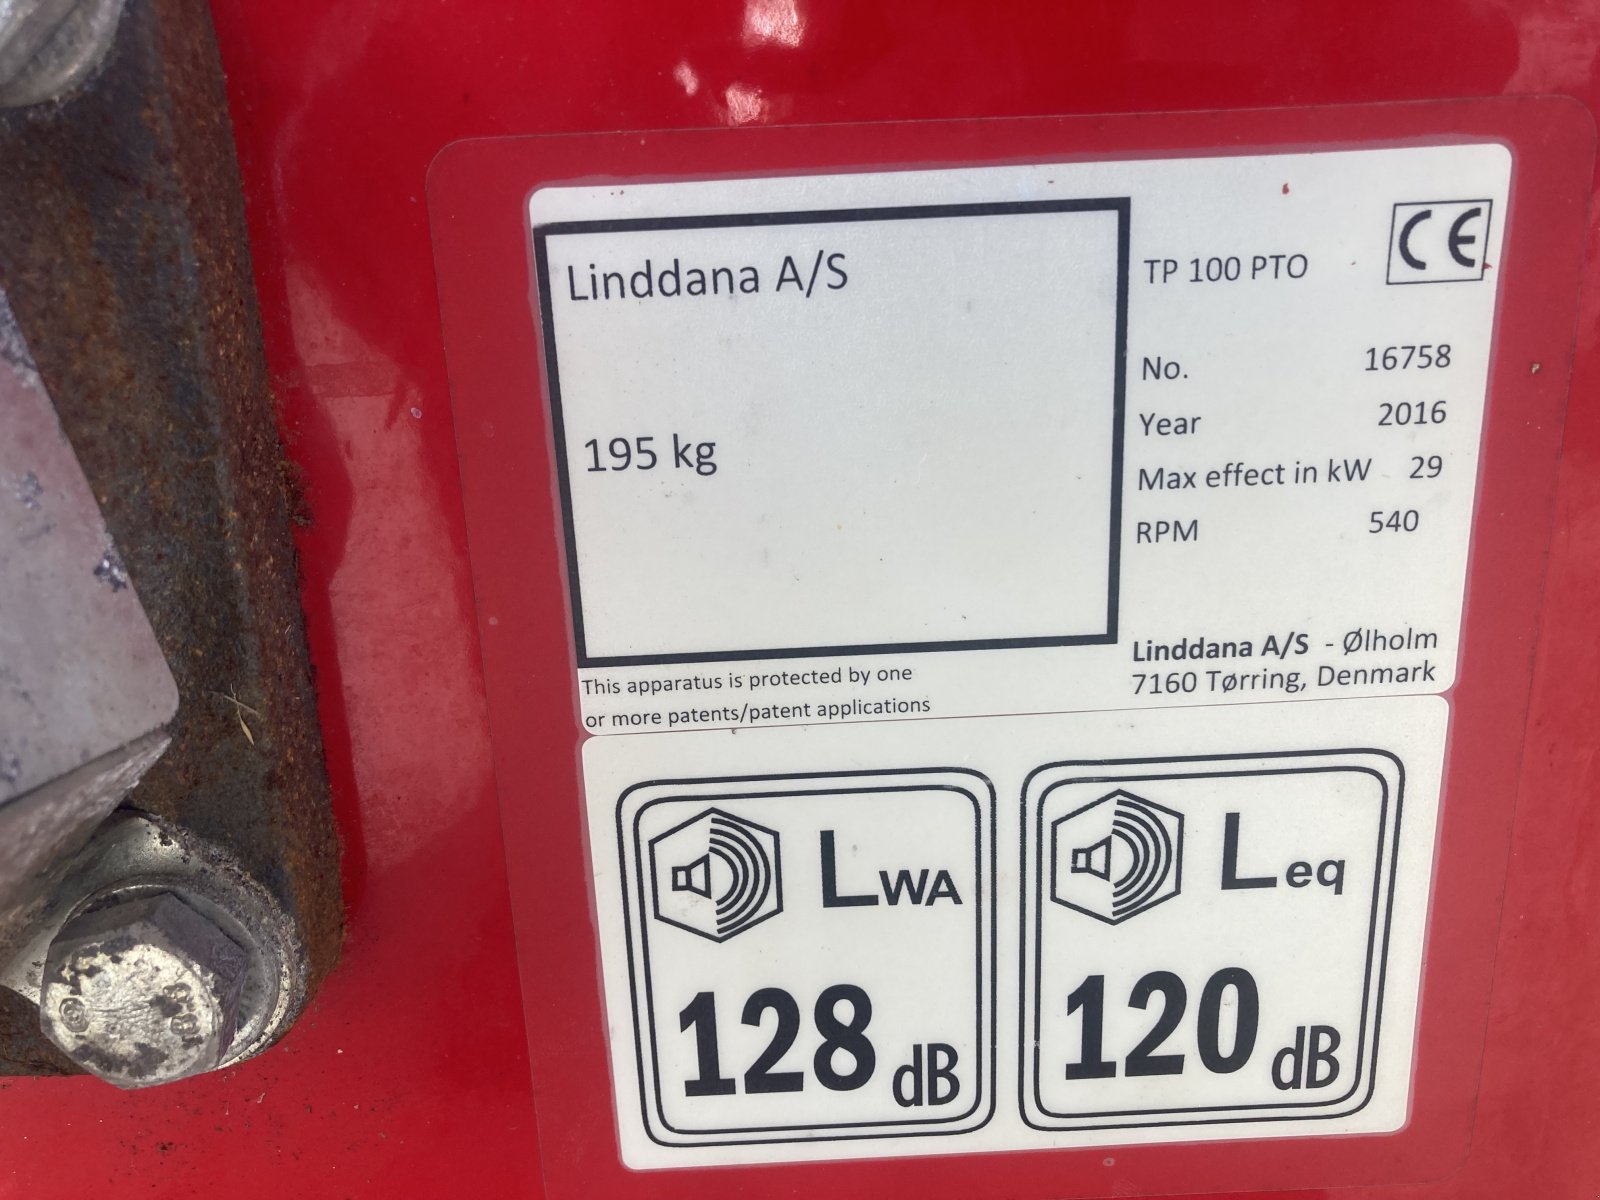 Linddana A/S
195 kg
TP 100 PTO
CE
No. 16758
Year 2016
Max effect in kW 29
RPM 540
Linddana A/S - Ølholm
7160 Tørring, Denmark
This apparatus is protected by one
or more patents/patent applications
LWA
128 dB
Leq
120 dB
8.8